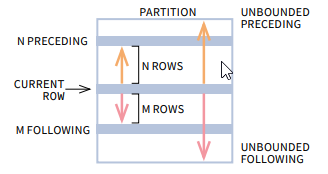 PARTITION
UNBOUNDED
PRECEDING
N PRECEDING
N ROWS
CURRENT
ROW
M ROWS
M FOLLOWING
UNBOUNDED
FOLLOWING